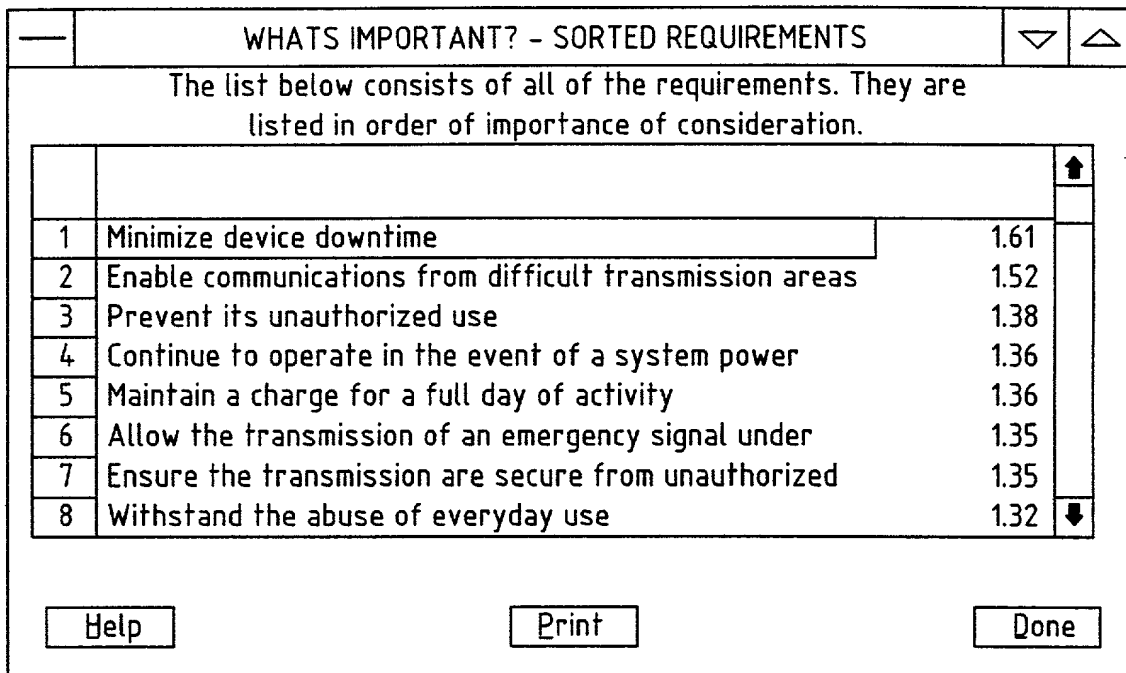 WHATS IMPORTANT? - SORTED REQUIREMENTS
The list below consists of all of the requirements. They are
listed in order of importance of consideration.
1 Minimize device downtime 1.61
2 Enable communications from difficult transmission areas 1.52
3 Prevent its unauthorized use 1.38
4 Continue to operate in the event of a system power 1.36
5 Maintain a charge for a full day of activity 1.36
6 Allow the transmission of an emergency signal under 1.35
7 Ensure the transmission are secure from unauthorized 1.35
8 Withstand the abuse of everyday use 1.32
Help Print Done